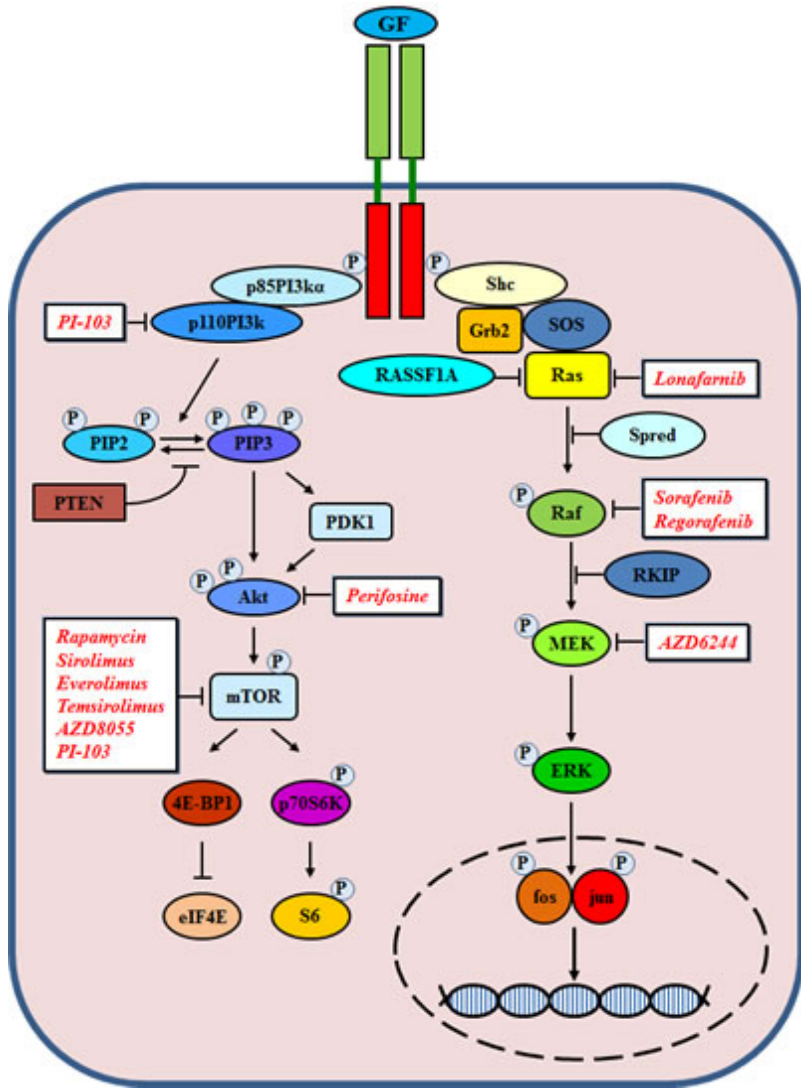 GF
P
P
p85PI3kα
Shc
PI-103
p110PI3k
Grb2
SOS
RASSF1A
Ras
Lonafarnib
P
P
P
P
P
PIP2
PIP3
Spred
PTEN
PDK1
P
Raf
Sorafenib
Regorafenib
P
P
Akt
Perifosine
RKIP
P
MEK
AZD6244
Rapamycin
Sirolimus
Everolimus
Temsirolimus
AZD8055
PI-103
P
mTOR
P
ERK
4E-BP1
P
p70S6K
P
P
fos
jun
eIF4E
P
S6